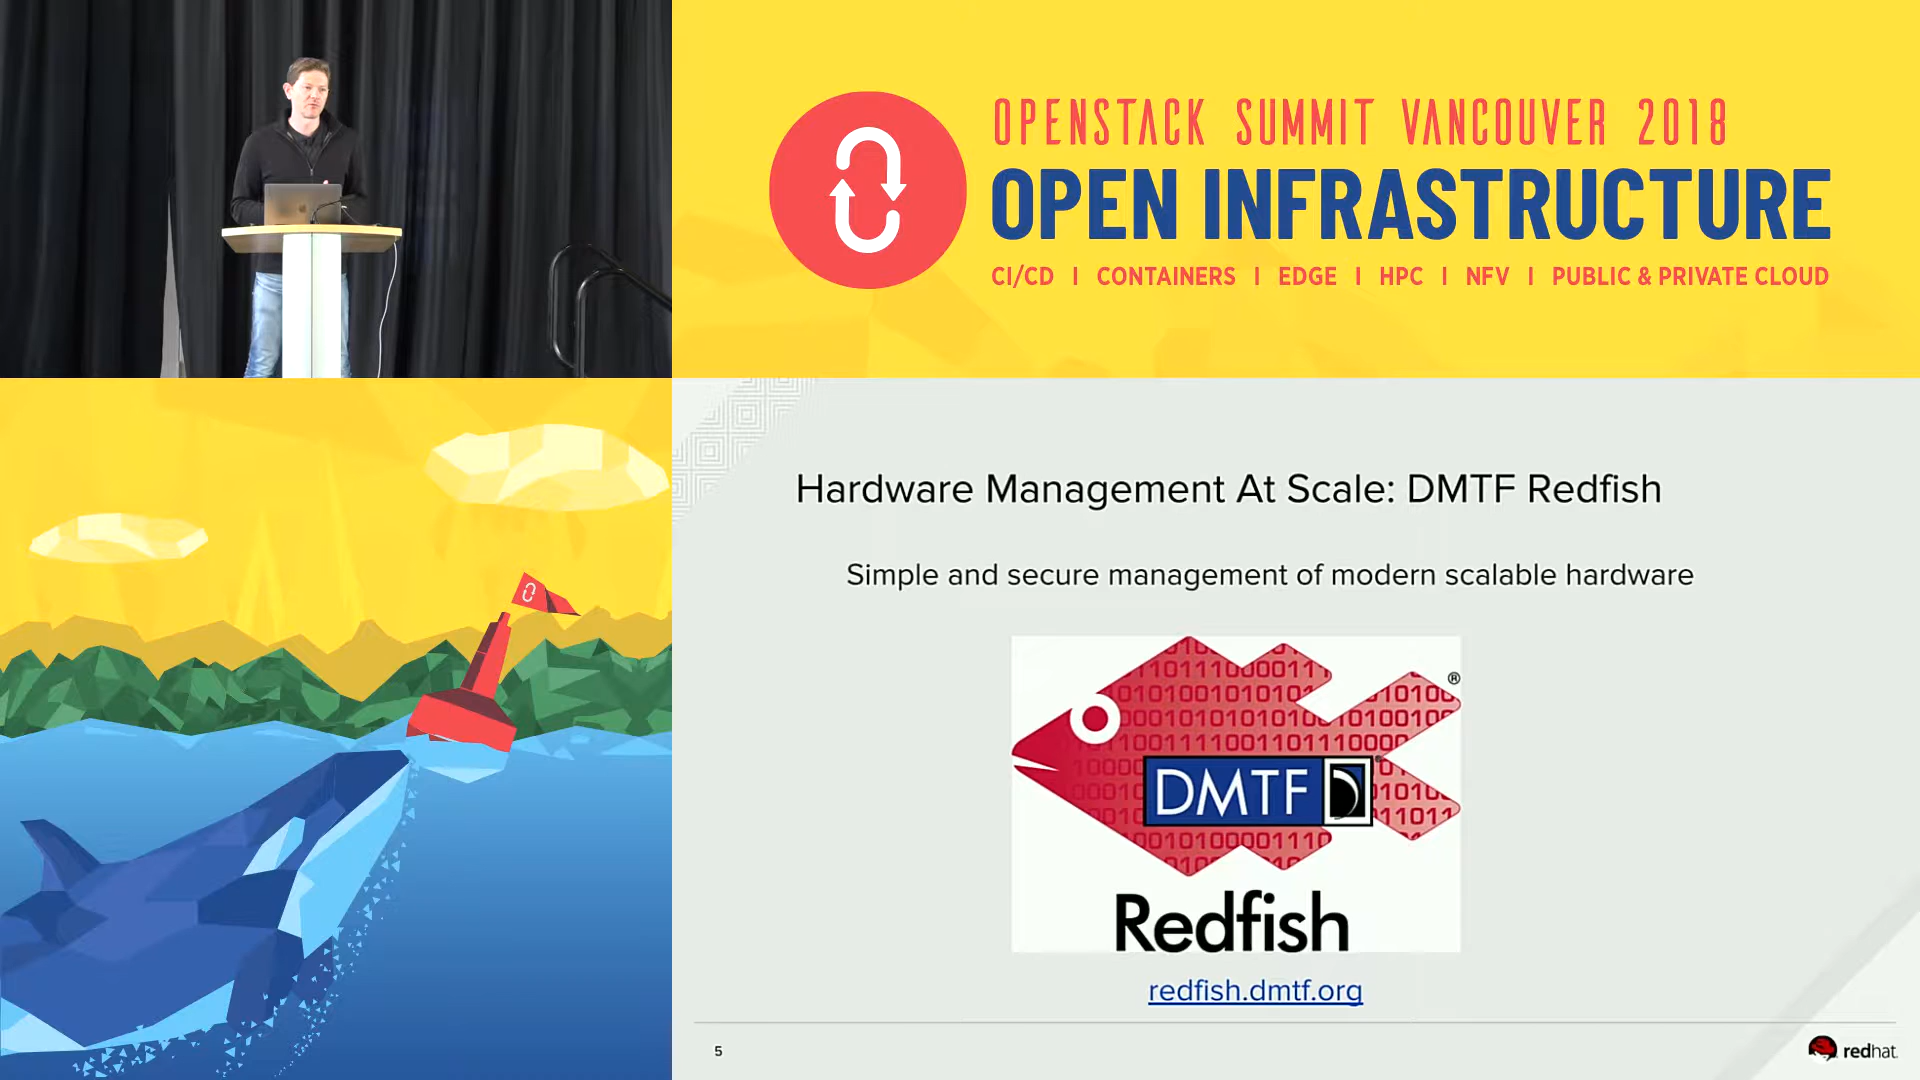 OPENSTACK SUMMIT VANCOUVER 2018
OPEN INFRASTRUCTURE
CI/CD | CONTAINERS | EDGE | HPC | NFV | PUBLIC & PRIVATE CLOUD
Hardware Management At Scale: DMTF Redfish
Simple and secure management of modern scalable hardware
DMTF
®
Redfish
redfish.dmtf.org
5
redhat.